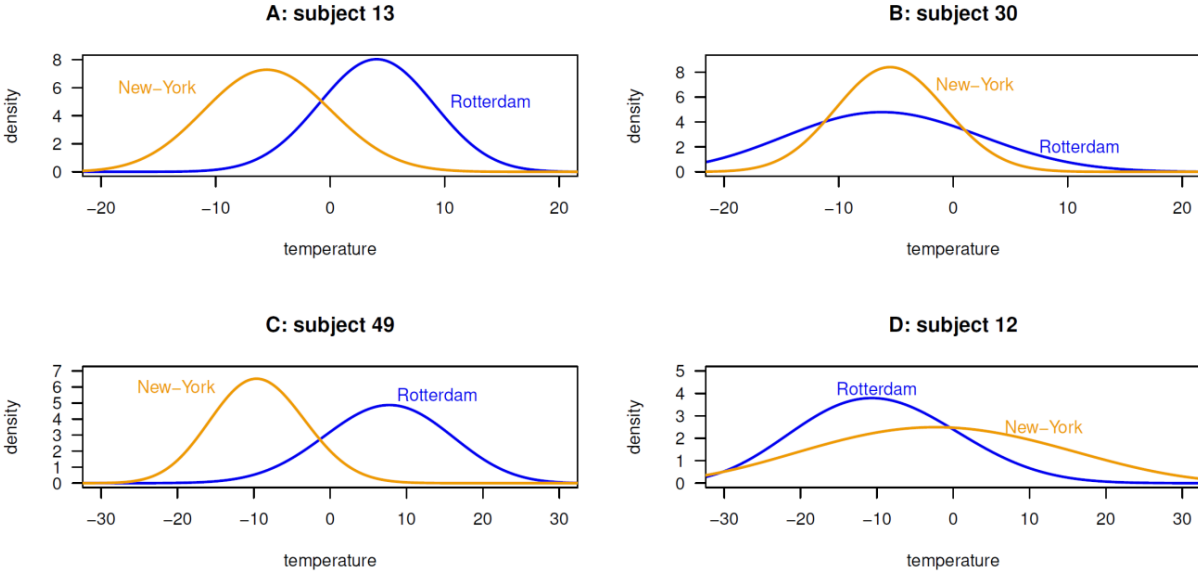 A: subject 13
density
8
6
4
2
0
New−York
Rotterdam
−20 −10 0 10 20
temperature
B: subject 30
density
8
6
4
2
0
New−York
Rotterdam
−20 −10 0 10 20
temperature
C: subject 49
density
7
6
5
4
3
2
1
0
New−York
Rotterdam
−30 −20 −10 0 10 20 30
temperature
D: subject 12
density
5
4
3
2
1
0
Rotterdam
New−York
−30 −20 −10 0 10 20 30
temperature